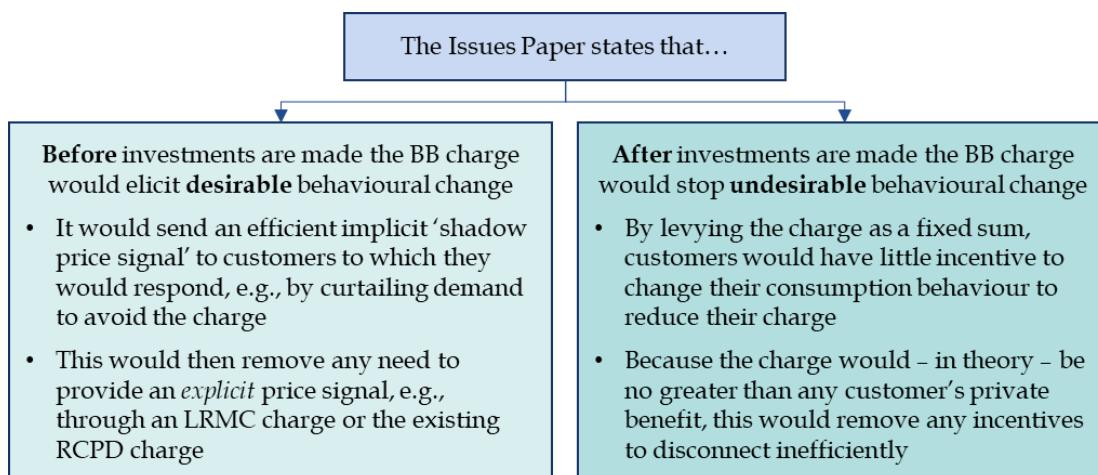 The Issues Paper states that…
Before investments are made the BB charge
would elicit desirable behavioural change
• It would send an efficient implicit ‘shadow
price signal’ to customers to which they
would respond, e.g., by curtailing demand
to avoid the charge
• This would then remove any need to
provide an explicit price signal, e.g.,
through an LRMC charge or the existing
RCPD charge
After investments are made the BB charge
would stop undesirable behavioural change
• By levying the charge as a fixed sum,
customers would have little incentive to
change their consumption behaviour to
reduce their charge
• Because the charge would – in theory – be
no greater than any customer’s private
benefit, this would remove any incentives
to disconnect inefficiently